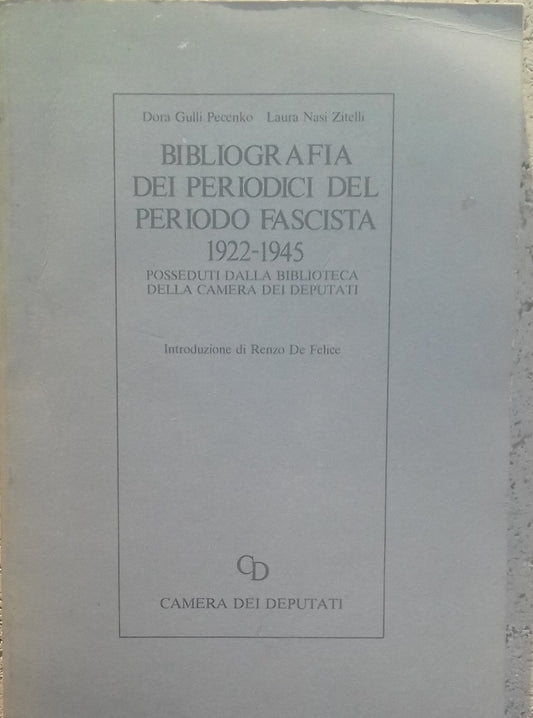 Dora Gulli Pecenko Laura Nasi Zitelli
BIBLIOGRAFIA
DEI PERIODICI DEL
PERIODO FASCISTA
1922-1945
POSSEDUTI DALLA BIBLIOTECA
DELLA CAMERA DEI DEPUTATI
Introduzione di Renzo De Felice
CD
CAMERA DEI DEPUTATI